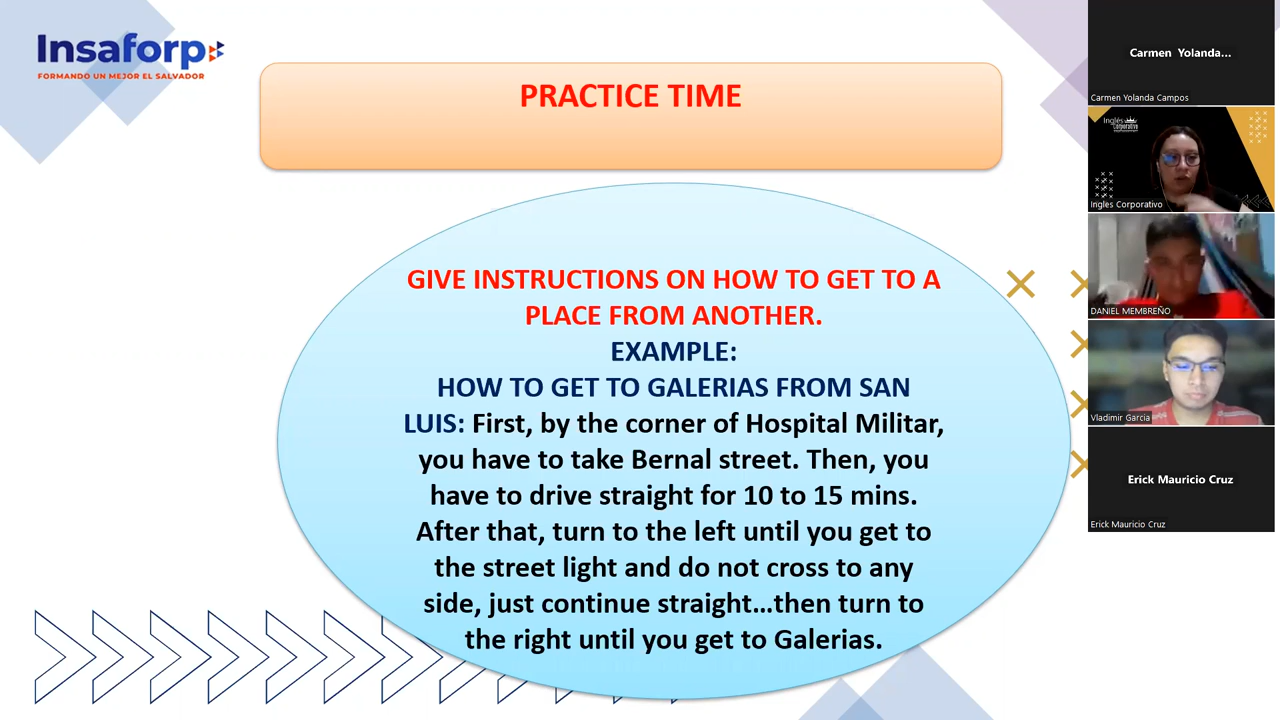 Insaforp
FORMANDO UN MEJOR EL SALVADOR
PRACTICE TIME
GIVE INSTRUCTIONS ON HOW TO GET TO A
PLACE FROM ANOTHER.
EXAMPLE:
HOW TO GET TO GALERIAS FROM SAN
LUIS: First, by the corner of Hospital Militar,
you have to take Bernal street. Then, you
have to drive straight for 10 to 15 mins.
After that, turn to the left until you get to
the street light and do not cross to any
side, just continue straight...then turn to
the right until you get to Galerias.
Carmen Yolanda...
Carmen Yolanda Campos
Inglés
Corporativo
Ingles Corporativo
DANIEL MEMBREÑO
Vladimir Garcia
Erick Mauricio Cruz
Erick Mauricio Cruz